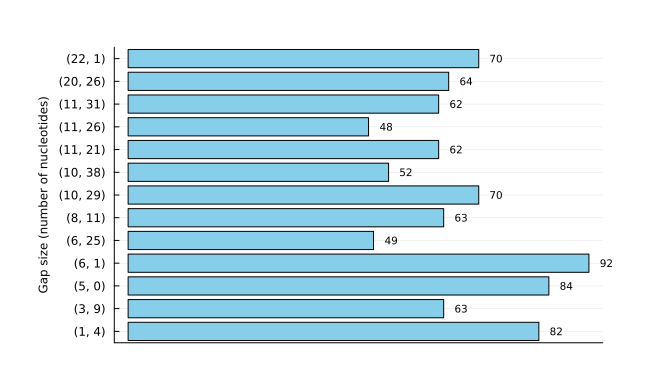 Gap size (number of nucleotides)
(22, 1) 70
(20, 26) 64
(11, 31) 62
(11, 26) 48
(11, 21) 62
(10, 38) 52
(10, 29) 70
(8, 11) 63
(6, 25) 49
(6, 1) 92
(5, 0) 84
(3, 9) 63
(1, 4) 82